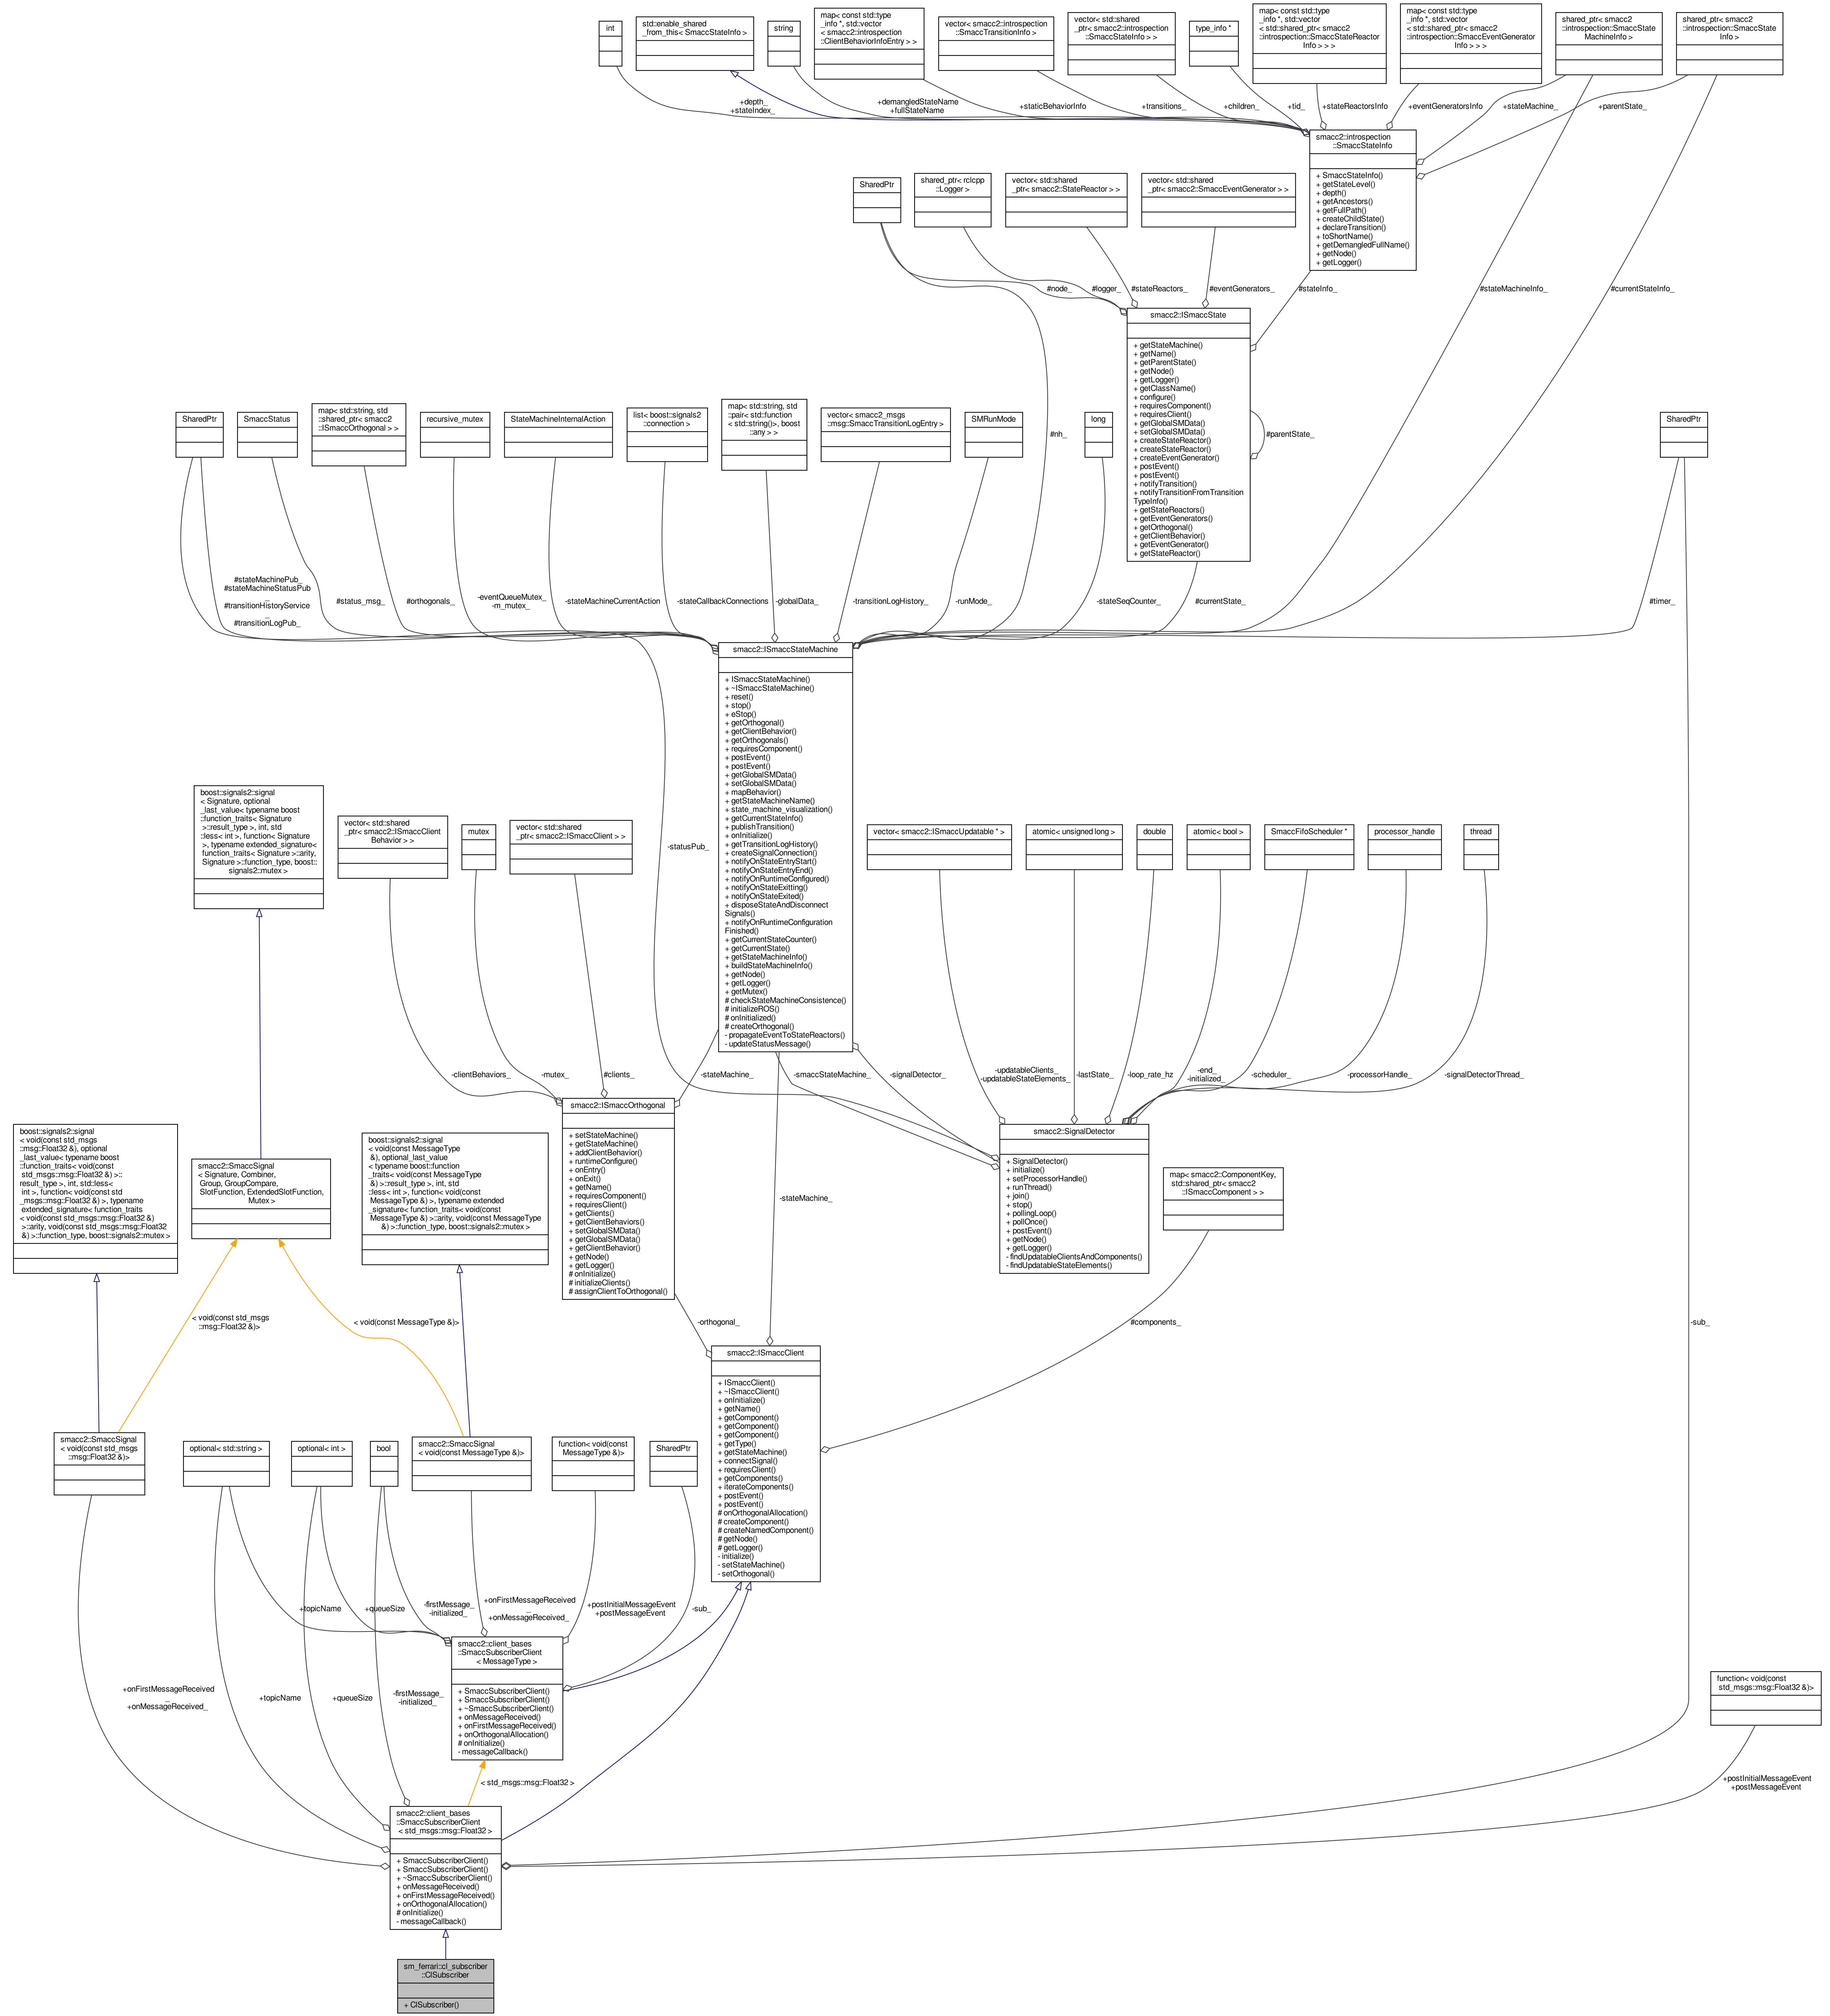 int
std::enable_shared
_from_this< SmaccStateInfo >
string
map< const std::type
_info *, std::vector
< smacc2::introspection
::ClientBehaviorInfoEntry > >
vector< smacc2::introspection
::SmaccTransitionInfo >
vector< std::shared
_ptr< smacc2::introspection
::SmaccStateInfo > >
type_info *
map< const std::type
_info *, std::vector
< std::shared_ptr< smacc2
::introspection::SmaccStateReactor
Info > > >
map< const std::type
_info *, std::vector
< std::shared_ptr< smacc2
::introspection::SmaccEventGenerator
Info > > >
shared_ptr< smacc2
::introspection::SmaccState
MachineInfo >
shared_ptr< smacc2
::introspection::SmaccState
Info >
+depth_
+stateIndex_
+demangledStateName
+fullStateName
+staticBehaviorInfo
+transitions_
+children_
+tid_
+stateReactorsInfo
+eventGeneratorsInfo
+stateMachine_
+parentState_
smacc2::introspection
::SmaccStateInfo
+ SmaccStateInfo()
+ getStateLevel()
+ depth()
+ getAncestors()
+ getFullPath()
+ createChildState()
+ declareTransition()
+ toShortName()
+ getDemangledFullName()
+ getNode()
+ getLogger()
SharedPtr
shared_ptr< rclcpp
::Logger >
vector< std::shared
_ptr< smacc2::StateReactor > >
vector< std::shared
_ptr< smacc2::SmaccEventGenerator > >
#node_
#logger_
#stateReactors_
#eventGenerators_
#stateInfo_
#stateMachineInfo_
#currentStateInfo_
smacc2::ISmaccState
+ getStateMachine()
+ getName()
+ getParentState()
+ getNode()
+ getLogger()
+ getClassName()
+ configure()
+ requiresComponent()
+ requiresClient()
+ getGlobalSMData()
+ setGlobalSMData()
+ createStateReactor()
+ createStateReactor()
+ createEventGenerator()
+ postEvent()
+ postEvent()
+ notifyTransition()
+ notifyTransitionFromTransition
TypeInfo()
+ getStateReactors()
+ getEventGenerators()
+ getOrthogonal()
+ getClientBehavior()
+ getEventGenerator()
+ getStateReactor()
#parentState_
#nh_
SharedPtr
SmaccStatus
map< std::string, std
::shared_ptr< smacc2
::ISmaccOrthogonal > >
recursive_mutex
StateMachineInternalAction
list< boost::signals2
::connection >
map< std::string, std
::pair< std::function
< std::string()>, boost
::any > >
vector< smacc2_msgs
::msg::SmaccTransitionLogEntry >
SMRunMode
long
SharedPtr
#stateMachinePub_
#stateMachineStatusPub
_
#transitionHistoryService
_
#transitionLogPub_
#status_msg_
#orthogonals_
-eventQueueMutex_
-m_mutex_
-stateMachineCurrentAction
-stateCallbackConnections
-globalData_
-transitionLogHistory_
-runMode_
-stateSeqCounter_
#currentState_
#timer_
smacc2::ISmaccStateMachine
+ ISmaccStateMachine()
+ ~ISmaccStateMachine()
+ reset()
+ stop()
+ eStop()
+ getOrthogonal()
+ getClientBehavior()
+ getOrthogonals()
+ requiresComponent()
+ postEvent()
+ postEvent()
+ getGlobalSMData()
+ setGlobalSMData()
+ mapBehavior()
+ getStateMachineName()
+ state_machine_visualization()
+ getCurrentStateInfo()
+ publishTransition()
+ onInitialize()
+ getTransitionLogHistory()
+ createSignalConnection()
+ notifyOnStateEntryStart()
+ notifyOnStateEntryEnd()
+ notifyOnRuntimeConfigured()
+ notifyOnStateExitting()
+ notifyOnStateExited()
+ disposeStateAndDisconnect
Signals()
+ notifyOnRuntimeConfiguration
Finished()
+ getCurrentStateCounter()
+ getCurrentState()
+ getStateMachineInfo()
+ buildStateMachineInfo()
+ getNode()
+ getLogger()
+ getMutex()
# checkStateMachineConsistence()
# initializeROS()
# onInitialized()
# createOrthogonal()
- propagateEventToStateReactors()
- updateStatusMessage()
boost::signals2::signal
< Signature, optional
_last_value< typename boost
::function_traits< Signature
>::result_type >, int, std
::less< int >, function< Signature
>, typename extended_signature<
function_traits< Signature >::arity,
Signature >::function_type, boost::
signals2::mutex >
vector< std::shared
_ptr< smacc2::ISmaccClient
Behavior > >
mutex
vector< std::shared
_ptr< smacc2::ISmaccClient > >
-statusPub_
vector< smacc2::ISmaccUpdatable * >
atomic< unsigned long >
double
atomic< bool >
SmaccFifoScheduler *
processor_handle
thread
-clientBehaviors_
-mutex_
#clients_
-stateMachine_
-smaccStateMachine_
-signalDetector_
-updatableClients_
-updatableStateElements_
-lastState_
-loop_rate_hz
-end_
-initialized_
-scheduler_
-processorHandle_
-signalDetectorThread_
smacc2::ISmaccOrthogonal
+ setStateMachine()
+ getStateMachine()
+ addClientBehavior()
+ runtimeConfigure()
+ onEntry()
+ onExit()
+ getName()
+ requiresComponent()
+ requiresClient()
+ getClients()
+ getClientBehaviors()
+ setGlobalSMData()
+ getGlobalSMData()
+ getClientBehavior()
+ getNode()
+ getLogger()
# onInitialize()
# initializeClients()
# assignClientToOrthogonal()
smacc2::SignalDetector
+ SignalDetector()
+ initialize()
+ setProcessorHandle()
+ runThread()
+ join()
+ stop()
+ pollingLoop()
+ pollOnce()
+ postEvent()
+ getNode()
+ getLogger()
- findUpdatableClientsAndComponents()
- findUpdatableStateElements()
map< smacc2::ComponentKey,
std::shared_ptr< smacc2
::ISmaccComponent > >
boost::signals2::signal
< void(const std_msgs
::msg::Float32 &), optional
_last_value< typename boost
::function_traits< void(const
std_msgs::msg::Float32 &) >::
result_type >, int, std::less<
int >, function< void(const std
_msgs::msg::Float32 &) >, typename
extended_signature< function_traits
< void(const std_msgs::msg::Float32 &)
>::arity, void(const std_msgs::msg::Float32
&) >::function_type, boost::signals2::mutex >
smacc2::SmaccSignal
< Signature, Combiner,
Group, GroupCompare,
SlotFunction, ExtendedSlotFunction,
Mutex >
boost::signals2::signal
< void(const MessageType
&), optional_last_value
< typename boost::function
_traits< void(const MessageType
&) >::result_type >, int, std
::less< int >, function< void(const
MessageType &) >, typename extended
_signature< function_traits< void(const
MessageType &) >::arity, void(const MessageType
&) >::function_type, boost::signals2::mutex >
-stateMachine_
-orthogonal_
#components_
< void(const std_msgs
::msg::Float32 &)>
< void(const MessageType &)>
-sub_
smacc2::ISmaccClient
+ ISmaccClient()
+ ~ISmaccClient()
+ onInitialize()
+ getName()
+ getComponent()
+ getComponent()
+ getComponent()
+ getType()
+ getStateMachine()
+ connectSignal()
+ requiresClient()
+ getComponents()
+ iterateComponents()
+ postEvent()
+ postEvent()
# onOrthogonalAllocation()
# createComponent()
# createNamedComponent()
# getNode()
# getLogger()
- initialize()
- setStateMachine()
- setOrthogonal()
smacc2::SmaccSignal
< void(const std_msgs
::msg::Float32 &)>
optional< std::string >
optional< int >
bool
smacc2::SmaccSignal
< void(const MessageType &)>
function< void(const
MessageType &)>
SharedPtr
+topicName
+queueSize
-firstMessage_
-initialized_
+onFirstMessageReceived
_
+onMessageReceived_
+postInitialMessageEvent
+postMessageEvent
-sub_
smacc2::client_bases
::SmaccSubscriberClient
< MessageType >
+ SmaccSubscriberClient()
+ SmaccSubscriberClient()
+ ~SmaccSubscriberClient()
+ onMessageReceived()
+ onFirstMessageReceived()
+ onOrthogonalAllocation()
# onInitialize()
- messageCallback()
function< void(const
std_msgs::msg::Float32 &)>
+onFirstMessageReceived
_
+onMessageReceived_
+topicName
+queueSize
-firstMessage_
-initialized_
< std_msgs::msg::Float32 >
+postInitialMessageEvent
+postMessageEvent
smacc2::client_bases
::SmaccSubscriberClient
< std_msgs::msg::Float32 >
+ SmaccSubscriberClient()
+ SmaccSubscriberClient()
+ ~SmaccSubscriberClient()
+ onMessageReceived()
+ onFirstMessageReceived()
+ onOrthogonalAllocation()
# onInitialize()
- messageCallback()
sm_ferrari::cl_subscriber
::ClSubscriber
+ ClSubscriber()